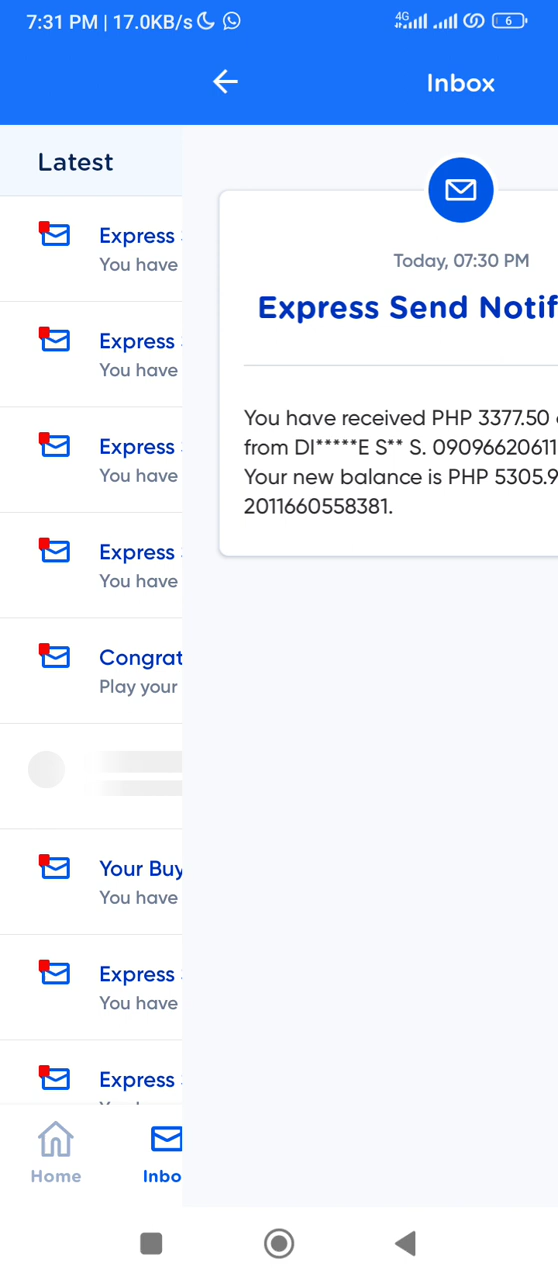 7:31 PM | 17.0KB/s
4G
6
Inbox
Latest
Express
You have
Express
You have
Express
You have
Express
You have
Congrat
Play your
Your Buy
You have
Express
You have
Express
Home
Inbo
Today, 07:30 PM
Express Send Notif
You have received PHP 3377.50
from DI*****E S** S. 09096620611
Your new balance is PHP 5305.9
2011660558381.